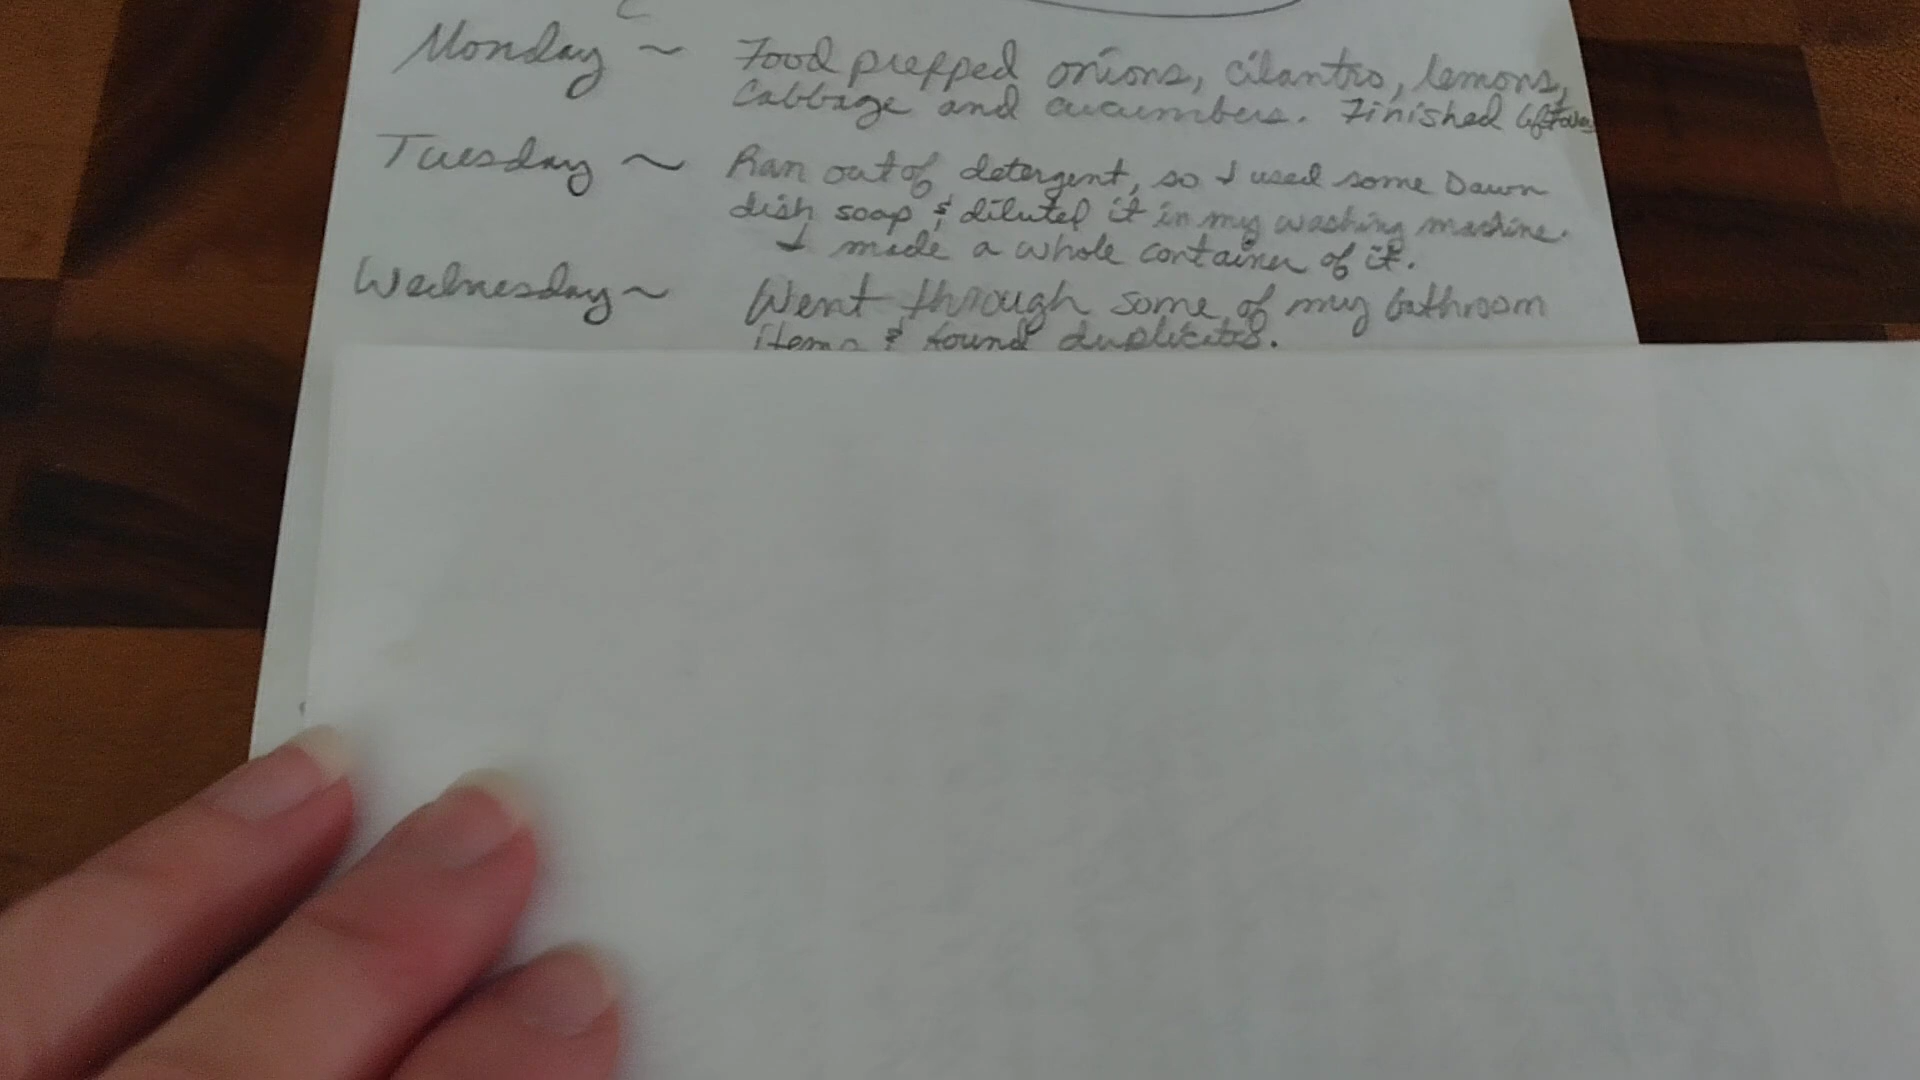 Monday ~ Food prepped onions, cilantro, lemons,
cabbage and cucumbers. Finished leftovers
Tuesday ~ Ran out of detergent, so I used some Dawn
dish soap & diluted it in my washing machine.
I made a whole container of it.
Wednesday ~ Went through some of my bathroom
items & found duplicates.